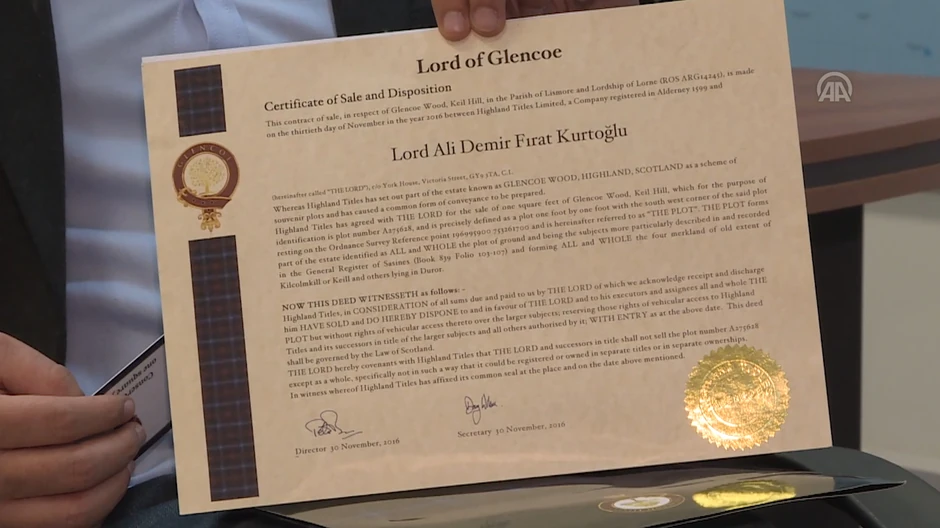 Lord of Glencoe
Certificate of Sale and Disposition
This contract of sale, in respect of Glencoe Wood, Keil Hill, in the Parish of Lismore and Lordship of Lorne (ROS ARG14245), is made
on the thirtieth day of November in the year 2016 between Highland Titles Limited, a Company registered in Alderney 1599 and
Lord Ali Demir Fırat Kurtoğlu
(hereinafter called "THE LORD"), c/o York House, Victoria Street, GY9 3TA, C.I.
Whereas Highland Titles has set out part of the estate known as GLENCOE WOOD, HIGHLAND, SCOTLAND as a scheme of
souvenir plots and has caused a common form of conveyance to be prepared.
Highland Titles has agreed with THE LORD for the sale of one square feet of Glencoe Wood, Keil Hill, which for the purpose of
identification is plot number A275628, and is precisely defined as a plot one foot by one foot with the south west corner of the said plot
resting on the Ordnance Survey Reference point 196995900 753261700 and is hereinafter referred to as "THE PLOT". THE PLOT forms
part of the estate identified as ALL and WHOLE the plot of ground and being the subjects more particularly described in and recorded
in the General Register of Sasines (Book 839 Folio 103-107) and forming ALL and WHOLE the four merkland of old extent of
Kilcolmkill or Keill and others lying in Duror.
NOW THIS DEED WITNESSETH as follows: -
Highland Titles, in CONSIDERATION of all sums due and paid to us by THE LORD of which we acknowledge receipt and discharge
him HAVE SOLD and DO HEREBY DISPONE to and in favour of THE LORD and to his executors and assignees all and whole THE
PLOT but without rights of vehicular access thereto over the larger subjects; reserving those rights of vehicular access to Highland
Titles and its successors in title of the larger subjects and all others authorised by it; WITH ENTRY as at the above date. This deed
shall be governed by the Law of Scotland.
THE LORD hereby covenants with Highland Titles that THE LORD and successors in title shall not sell the plot number A275628
except as a whole, specifically not in such a way that it could be registered or owned in separate titles or in separate ownerships.
In witness whereof Highland Titles has affixed its common seal at the place and on the date above mentioned.
Director 30 November, 2016
Secretary 30 November, 2016
GLENCOE
AA